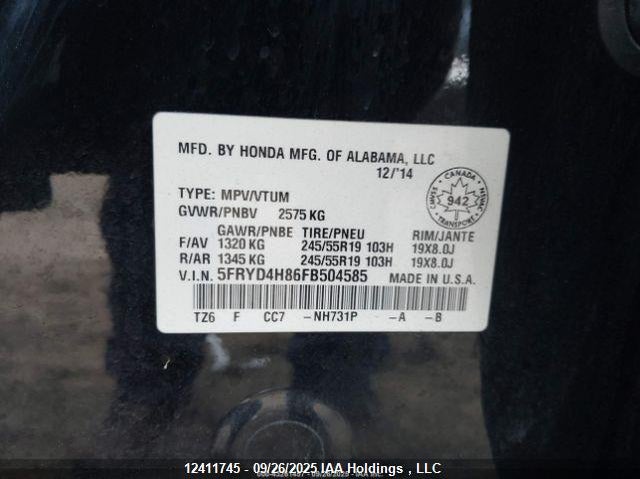 MFD. BY HONDA MFG. OF ALABAMA, LLC
12/'14
TYPE: MPV/VTUM
GVWR/PNBV 2575 KG
GAWR/PNBE TIRE/PNEU RIM/JANTE
F/AV 1320 KG 245/55R19 103H 19X8.0J
R/AR 1345 KG 245/55R19 103H 19X8.0J
V.I.N. 5FRYD4H86FB504585 MADE IN U.S.A.
TZ6 F CC7 -NH731P -A -B
CANADA
942
TRANSPORT
12411745 - 09/26/2025 IAA Holdings , LLC